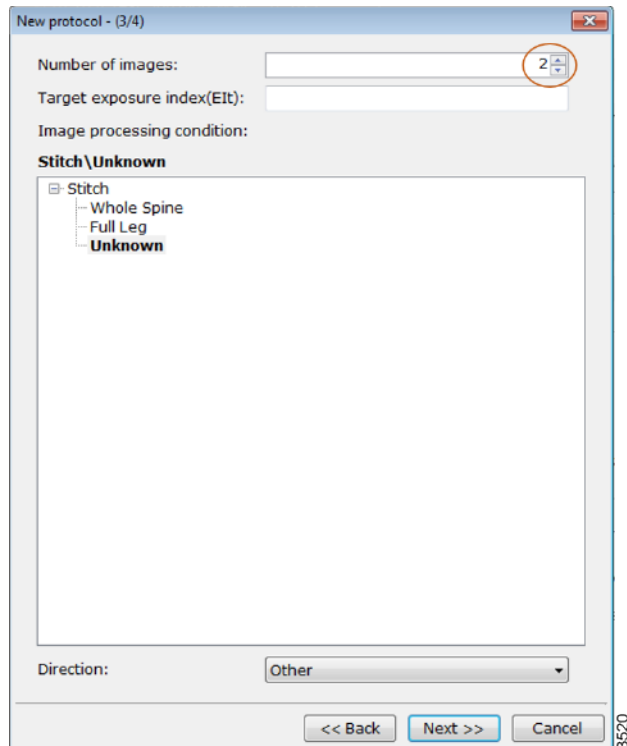 New protocol - (3/4)
Number of images: 2
Target exposure index(EIt):
Image processing condition:
Stitch\Unknown
Stitch
Whole Spine
Full Leg
Unknown
Direction: Other
<< Back Next >> Cancel